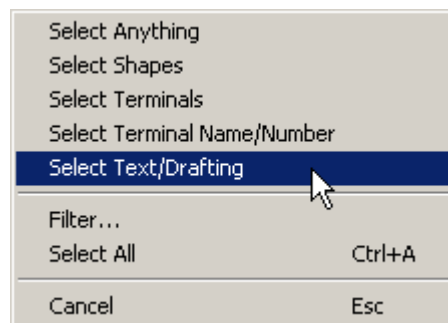 Select Anything
Select Shapes
Select Terminals
Select Terminal Name/Number
Select Text/Drafting
Filter...
Select All Ctrl+A
Cancel Esc